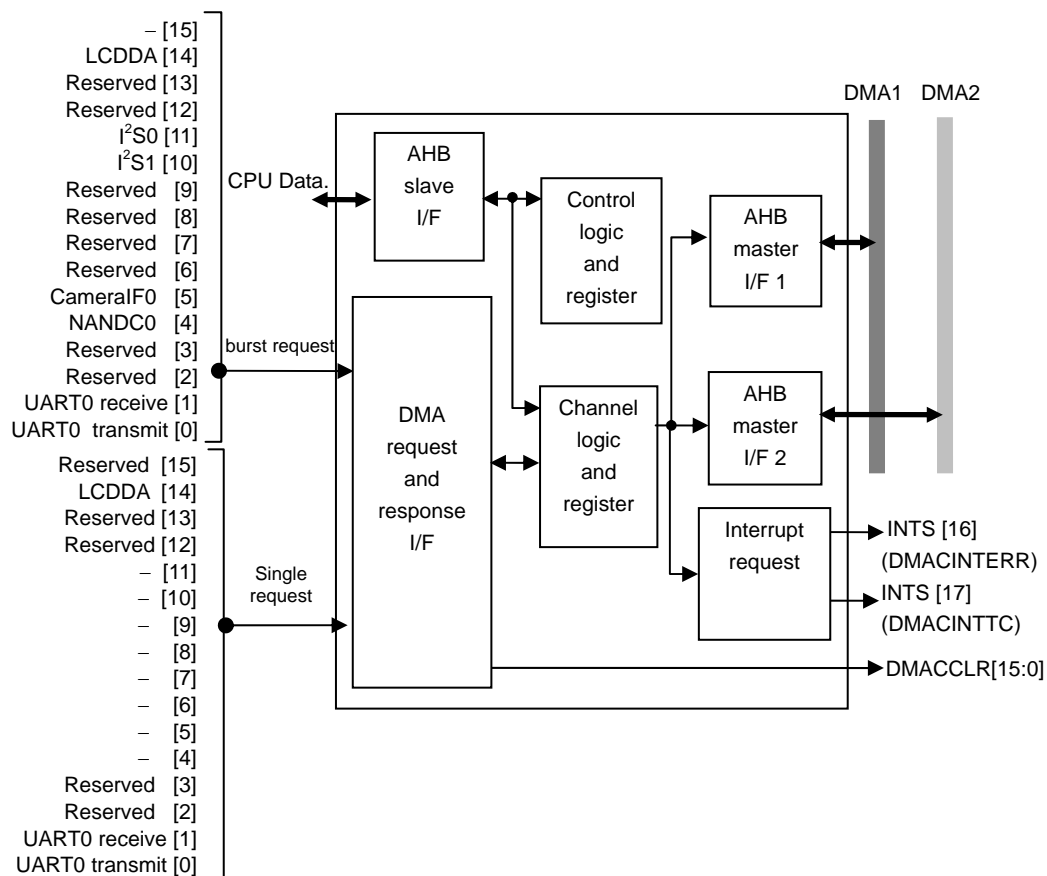 – [15]
LCDDA [14]
Reserved [13]
Reserved [12]
I²S0 [11]
I²S1 [10]
Reserved [9]
Reserved [8]
Reserved [7]
Reserved [6]
CameraIF0 [5]
NANDC0 [4]
Reserved [3]
Reserved [2]
UART0 receive [1]
UART0 transmit [0]
burst request
Reserved [15]
LCDDA [14]
Reserved [13]
Reserved [12]
– [11]
– [10]
– [9]
– [8]
– [7]
– [6]
– [5]
– [4]
Reserved [3]
Reserved [2]
UART0 receive [1]
UART0 transmit [0]
Single
request
CPU Data.
AHB
slave
I/F
Control
logic
and
register
AHB
master
I/F 1
DMA1
DMA2
DMA
request
and
response
I/F
Channel
logic
and
register
AHB
master
I/F 2
Interrupt
request
INTS [16]
(DMACINTERR)
INTS [17]
(DMACINTTC)
DMACCLR[15:0]